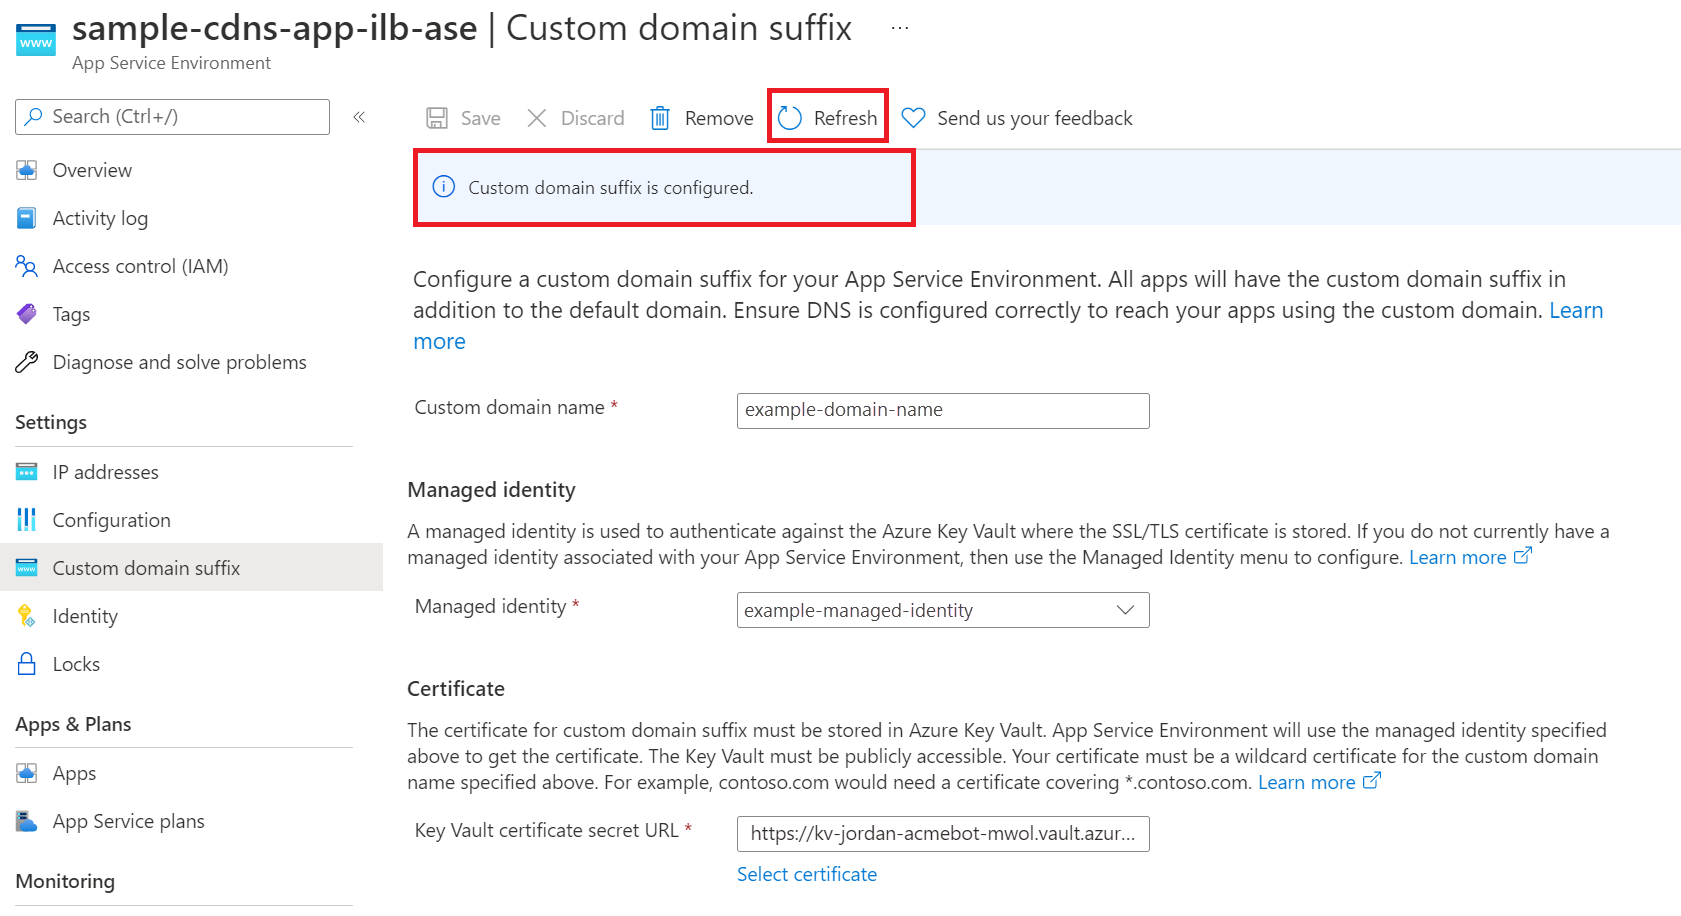 sample-cdns-app-ilb-ase | Custom domain suffix ...
App Service Environment
Search (Ctrl+/)
«
Overview
Activity log
Access control (IAM)
Tags
Diagnose and solve problems
Settings
IP addresses
Configuration
Custom domain suffix
Identity
Locks
Apps & Plans
Apps
App Service plans
Monitoring
Save
Discard
Remove
Refresh
Send us your feedback
Custom domain suffix is configured.
Configure a custom domain suffix for your App Service Environment. All apps will have the custom domain suffix in
addition to the default domain. Ensure DNS is configured correctly to reach your apps using the custom domain. Learn
more
Custom domain name *
example-domain-name
Managed identity
A managed identity is used to authenticate against the Azure Key Vault where the SSL/TLS certificate is stored. If you do not currently have a
managed identity associated with your App Service Environment, then use the Managed Identity menu to configure. Learn more
Managed identity *
example-managed-identity
Certificate
The certificate for custom domain suffix must be stored in Azure Key Vault. App Service Environment will use the managed identity specified
above to get the certificate. The Key Vault must be publicly accessible. Your certificate must be a wildcard certificate for the custom domain
name specified above. For example, contoso.com would need a certificate covering *.contoso.com. Learn more
Key Vault certificate secret URL *
https://kv-jordan-acmebot-mwol.vault.azur...
Select certificate